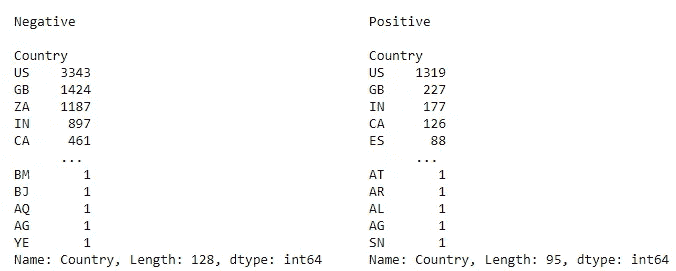 Negative
Country
US 3343
GB 1424
ZA 1187
IN 897
CA 461
...
BM 1
BJ 1
AQ 1
AG 1
YE 1
Name: Country, Length: 128, dtype: int64
Positive
Country
US 1319
GB 227
IN 177
CA 126
ES 88
...
AT 1
AR 1
AL 1
AG 1
SN 1
Name: Country, Length: 95, dtype: int64